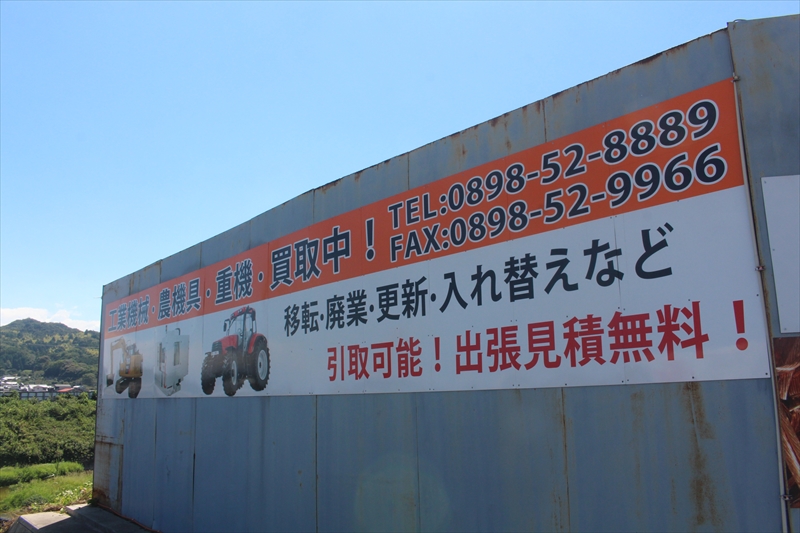 工業機械・農機具・重機・買取中！
TEL:0898-52-8889
FAX:0898-52-9966
移転・廃業・更新・入れ替えなど
引取可能！出張見積無料！